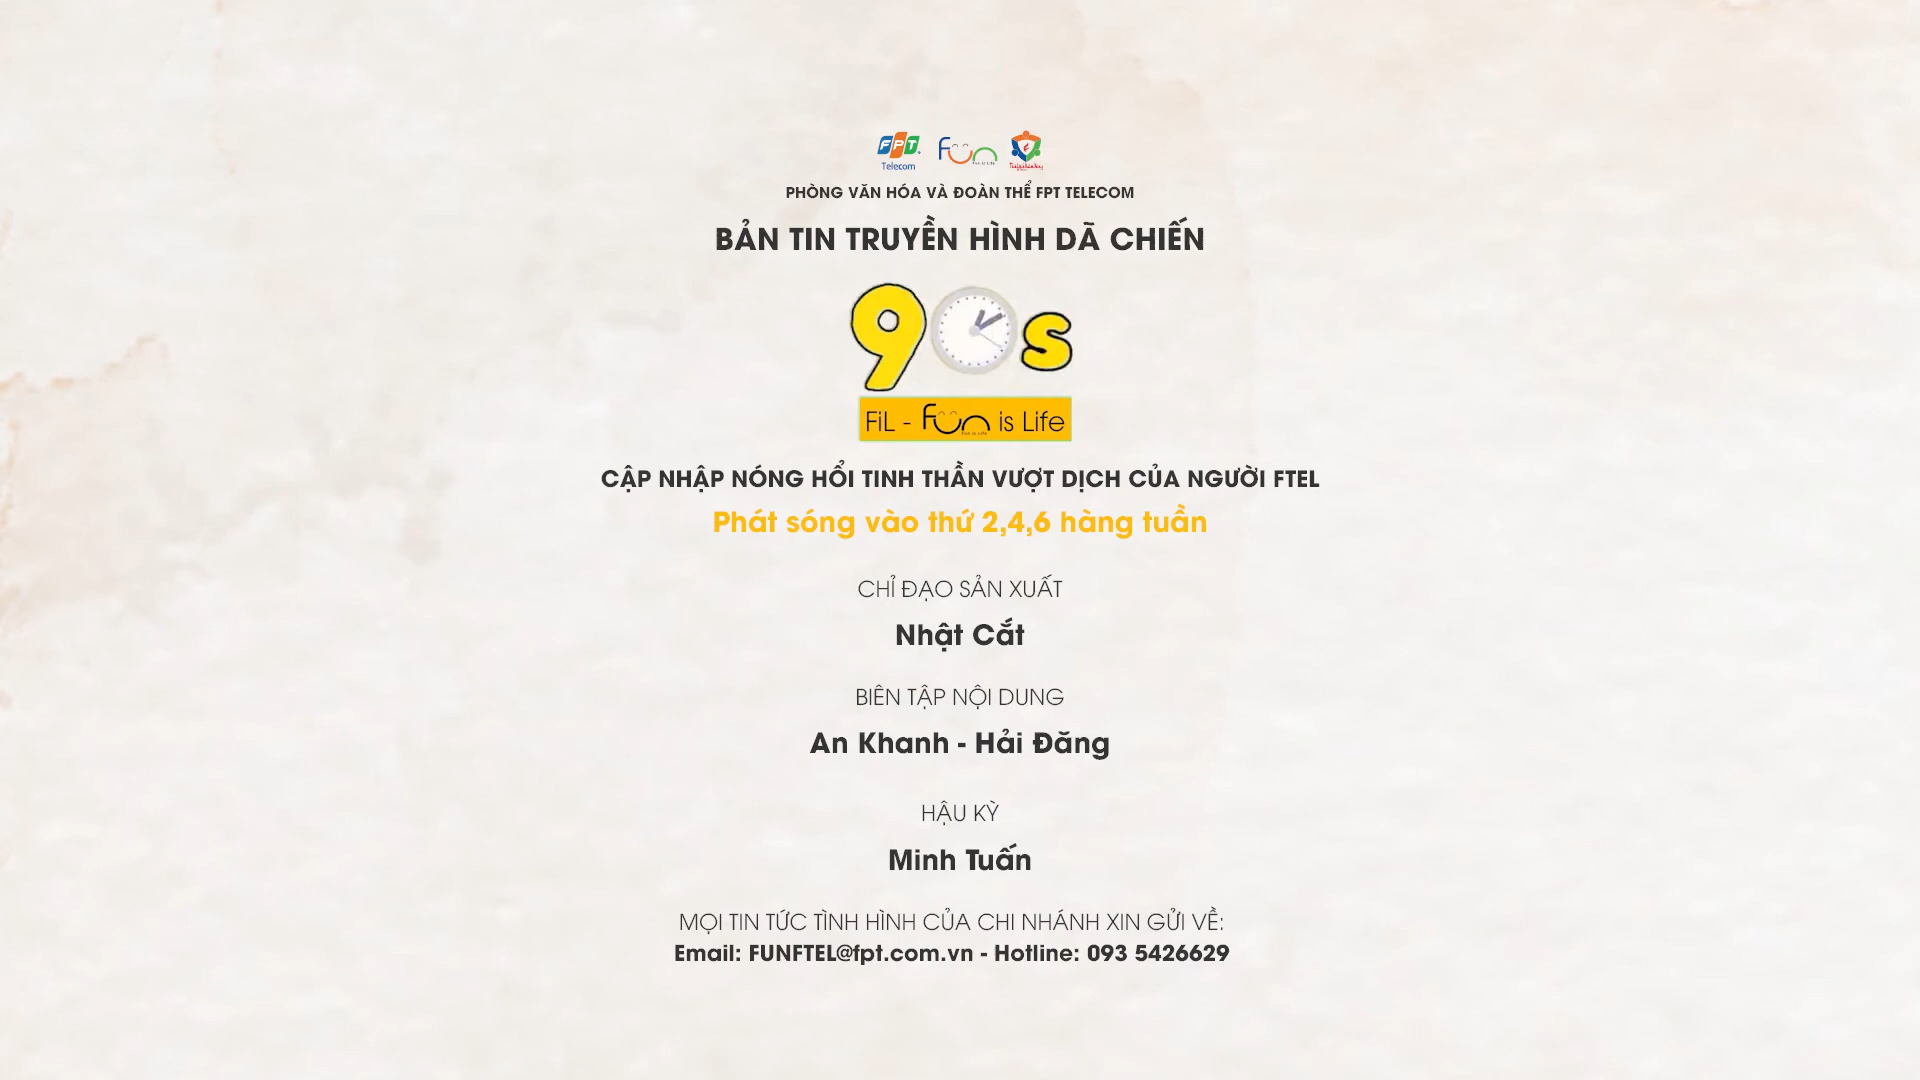 FPT
Telecom
Fun
PHÒNG VĂN HÓA VÀ ĐOÀN THỂ FPT TELECOM
BẢN TIN TRUYỀN HÌNH DÃ CHIẾN
90s
FiL - Fun is Life
CẬP NHẬP NÓNG HỔI TINH THẦN VƯỢT DỊCH CỦA NGƯỜI FTEL
Phát sóng vào thứ 2,4,6 hàng tuần
CHỈ ĐẠO SẢN XUẤT
Nhật Cắt
BIÊN TẬP NỘI DUNG
An Khanh - Hải Đăng
HẬU KỲ
Minh Tuấn
MỌI TIN TỨC TÌNH HÌNH CỦA CHI NHÁNH XIN GỬI VỀ:
Email: FUNFTEL@fpt.com.vn - Hotline: 093 5426629